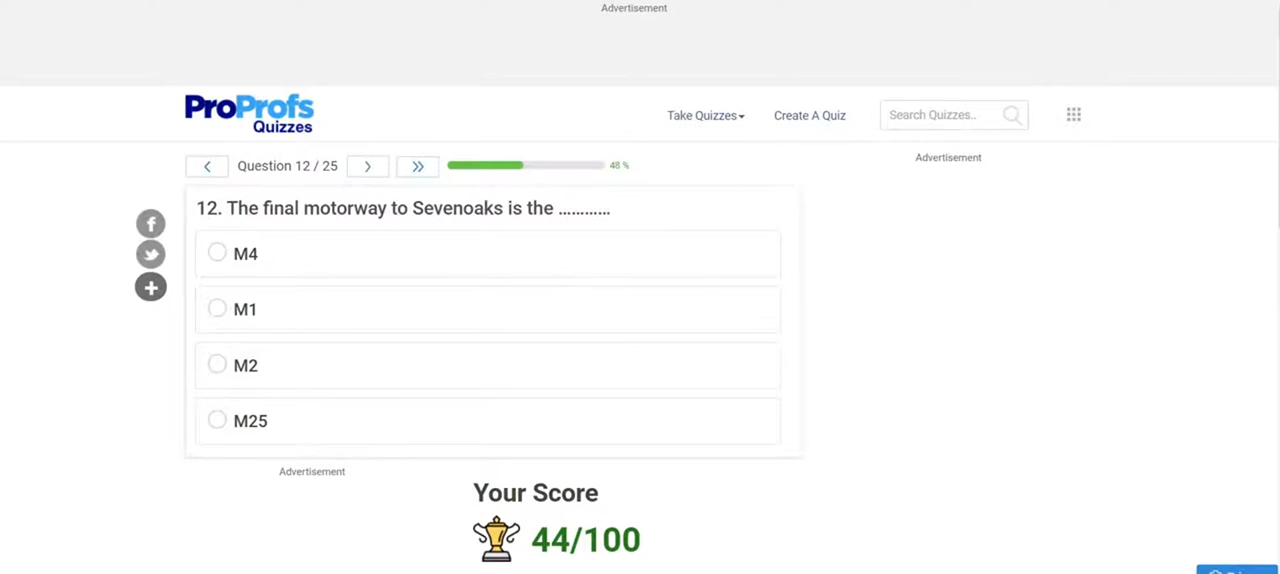 Advertisement
ProProfs
Quizzes
Take Quizzes
Create A Quiz
Search Quizzes..
Question 12 / 25
48 %
Advertisement
12. The final motorway to Sevenoaks is the ............
M4
M1
M2
M25
Advertisement
Your Score
44/100